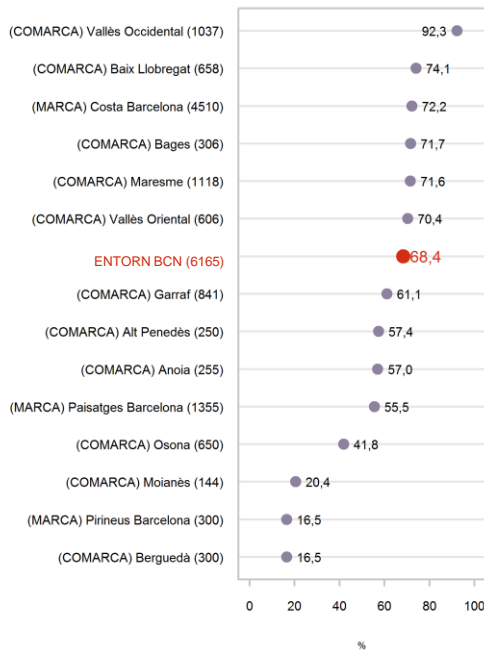 (COMARCA) Vallès Occidental (1037) 92,3
(COMARCA) Baix Llobregat (658) 74,1
(MARCA) Costa Barcelona (4510) 72,2
(COMARCA) Bages (306) 71,7
(COMARCA) Maresme (1118) 71,6
(COMARCA) Vallès Oriental (606) 70,4
ENTORN BCN (6165) 68,4
(COMARCA) Garraf (841) 61,1
(COMARCA) Alt Penedès (250) 57,4
(COMARCA) Anoia (255) 57,0
(MARCA) Paisatges Barcelona (1355) 55,5
(COMARCA) Osona (650) 41,8
(COMARCA) Moianès (144) 20,4
(MARCA) Pirineus Barcelona (300) 16,5
(COMARCA) Berguedà (300) 16,5
0 20 40 60 80 100
%